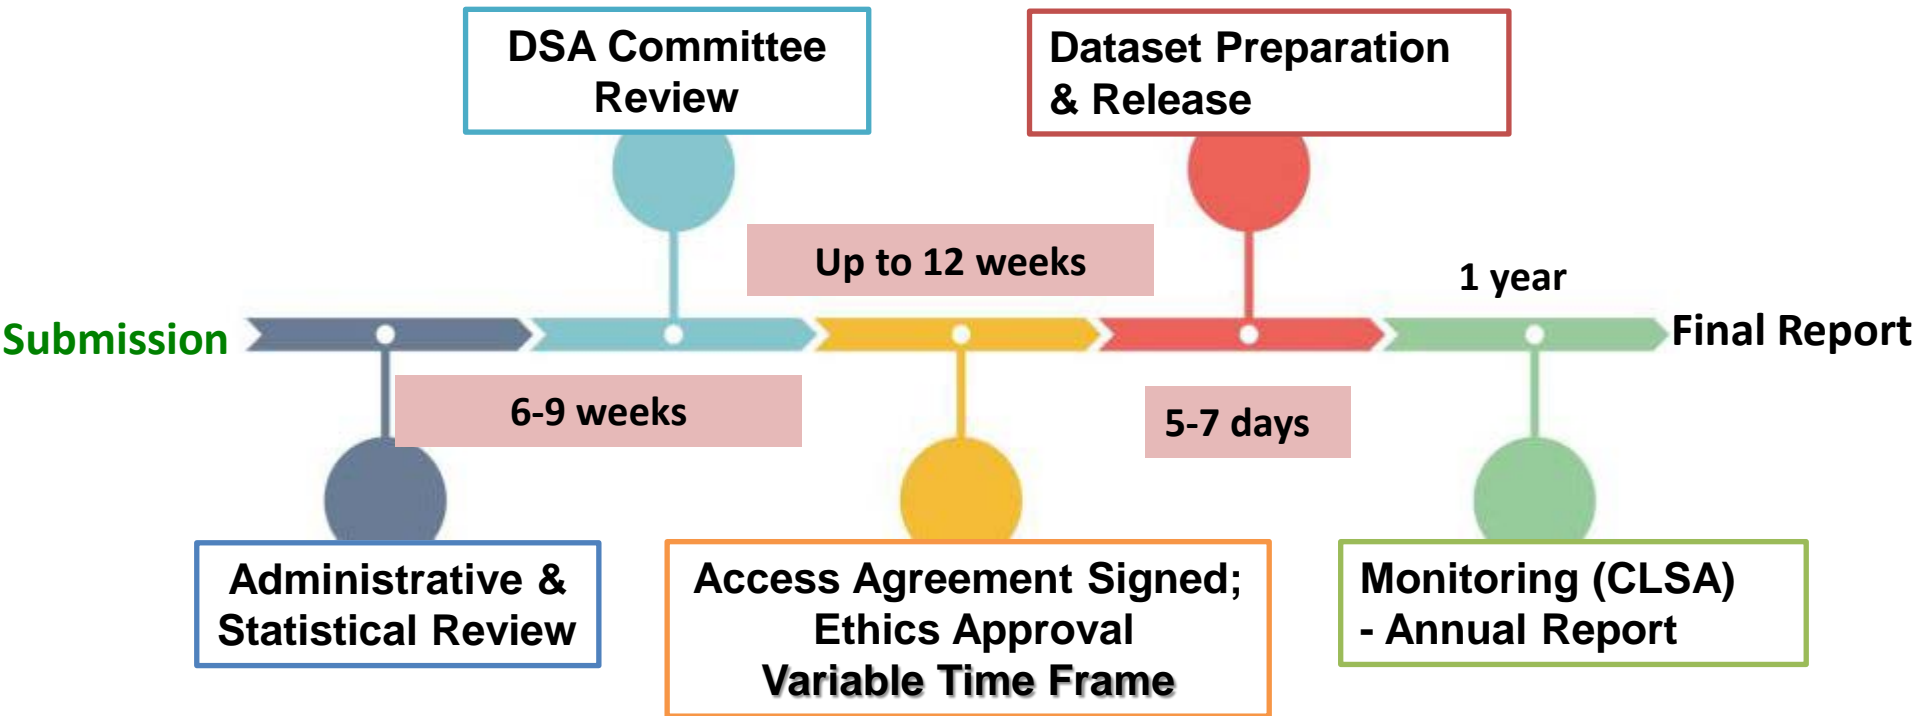 DSA Committee
Review
Dataset Preparation
& Release
Up to 12 weeks
1 year
Submission
Final Report
6-9 weeks
5-7 days
Administrative &
Statistical Review
Access Agreement Signed;
Ethics Approval
Variable Time Frame
Monitoring (CLSA)
- Annual Report